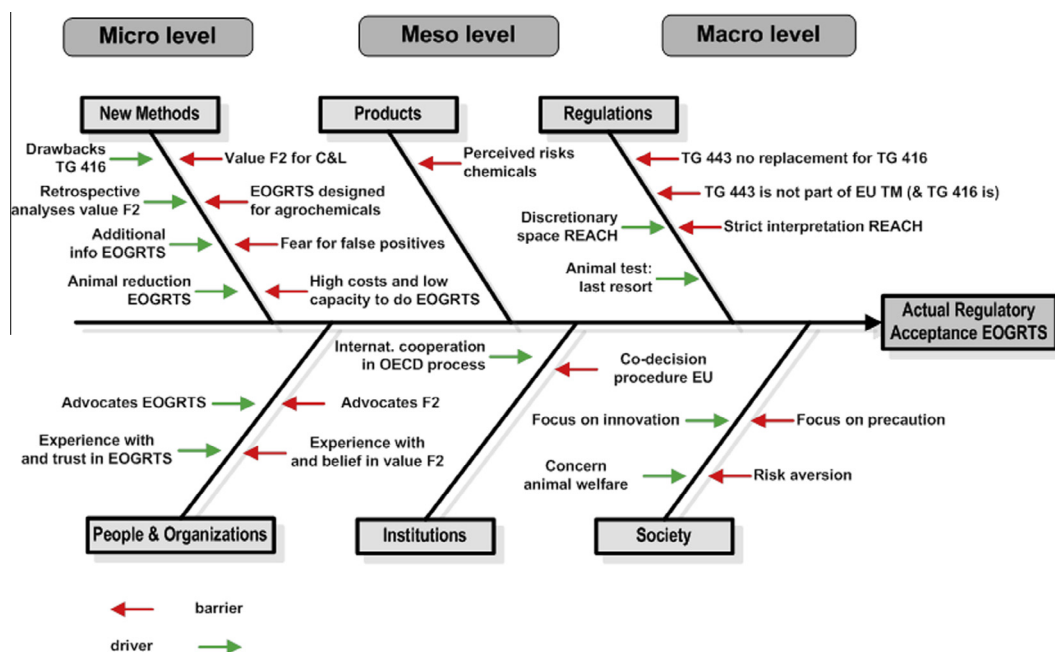 Micro level
Meso level
Macro level
New Methods
Products
Regulations
Drawbacks
TG 416
Value F2 for C&L
Retrospective
analyses value F2
EOGRTS designed
for agrochemicals
Additional
info EOGRTS
Fear for false positives
Animal reduction
EOGRTS
High costs and low
capacity to do EOGRTS
Perceived risks
chemicals
TG 443 no replacement for TG 416
TG 443 is not part of EU TM (& TG 416 is)
Discretionary
space REACH
Strict interpretation REACH
Animal test:
last resort
Actual Regulatory
Acceptance EOGRTS
Advocates EOGRTS
Advocates F2
Experience with
and trust in EOGRTS
Experience with
and belief in value F2
Internat. cooperation
in OECD process
Co-decision
procedure EU
Focus on innovation
Focus on precaution
Concern
animal welfare
Risk aversion
People & Organizations
Institutions
Society
barrier
driver